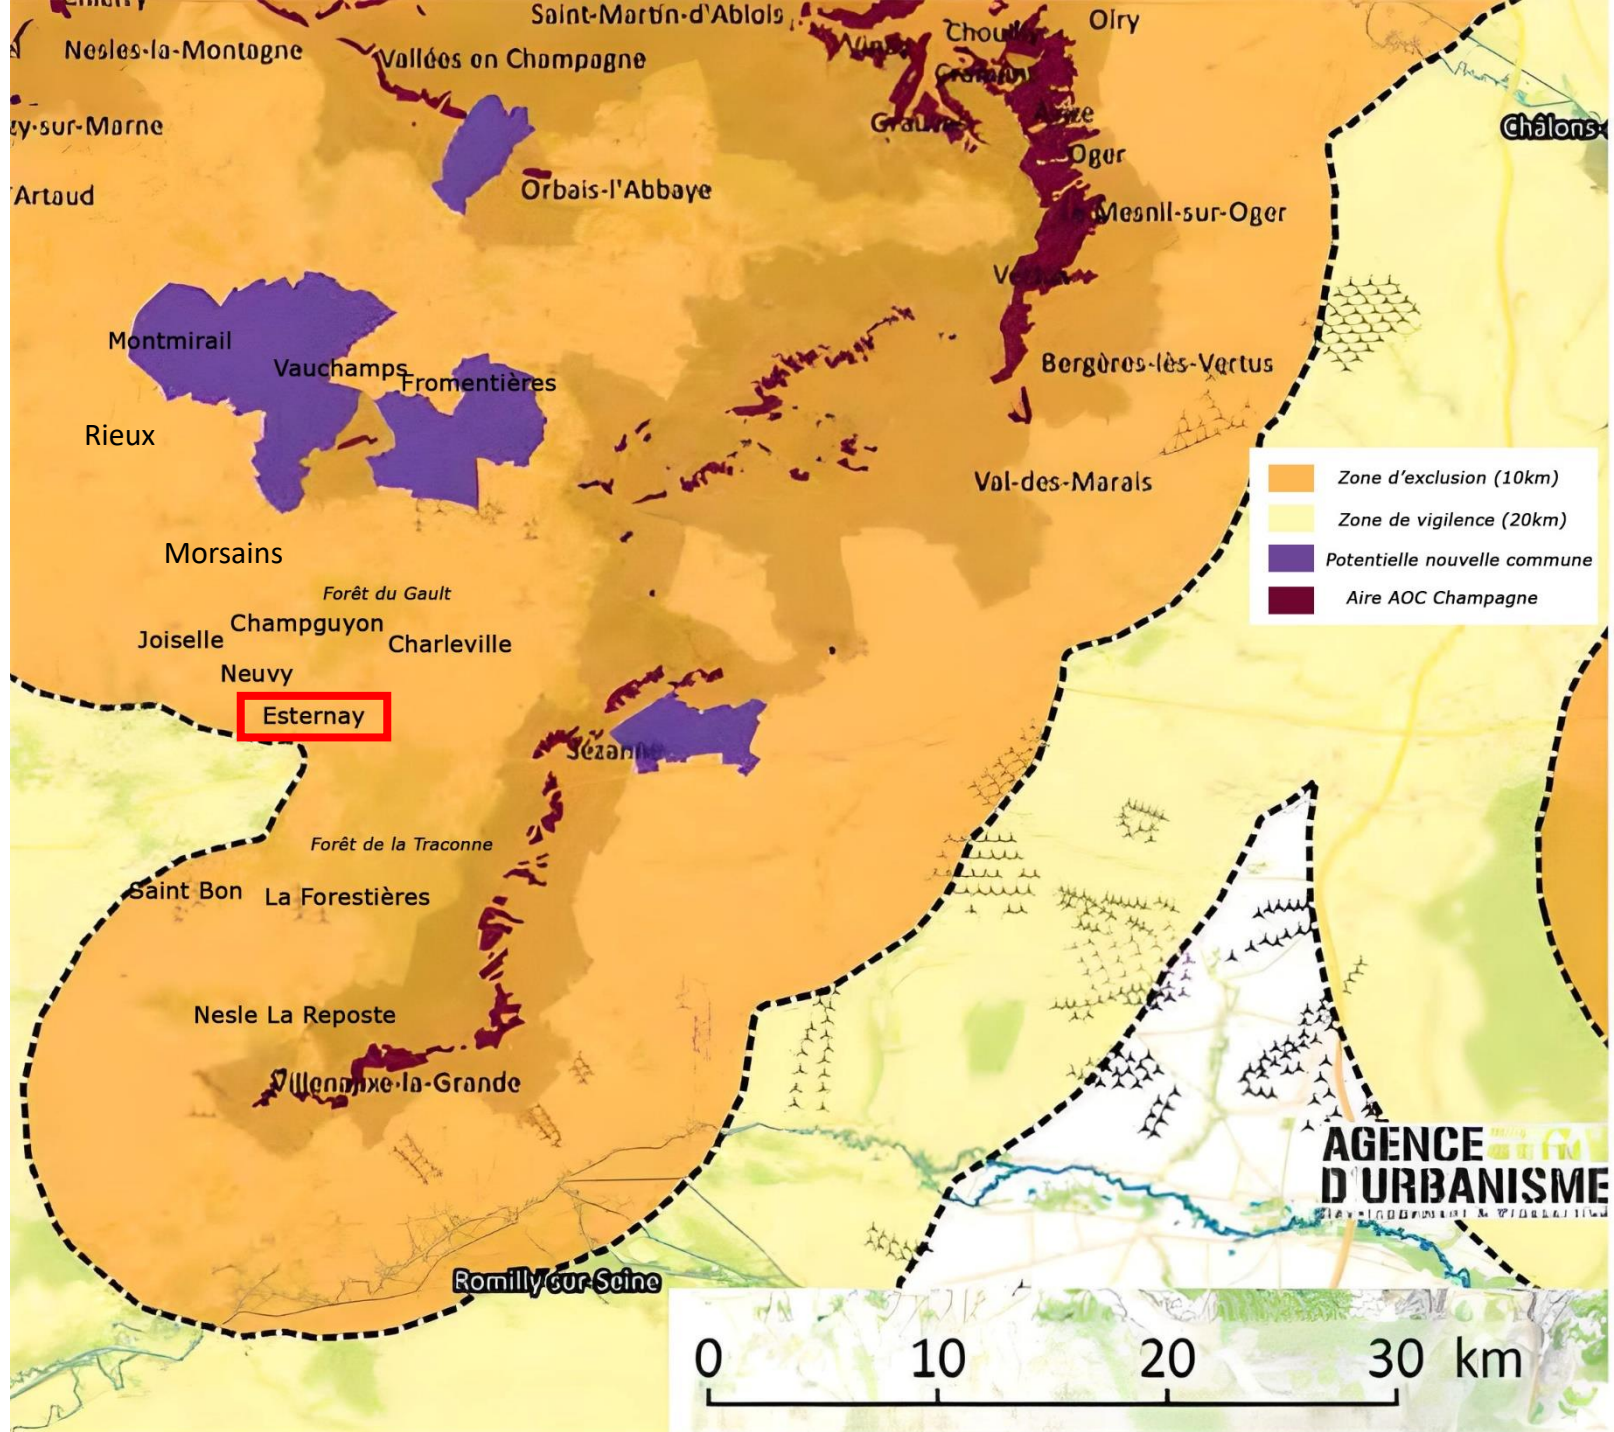 Saint-Martin-d'Ablois
Oiry
Nesles-la-Montagne
Vallées en Champagne
Grauves
Avize
zy-sur-Marne
Châlons-
Oger
Artaud
Orbais-l'Abbaye
Mesnil-sur-Oger
Montmirail
Vauchamps
Fromentières
Bergères-lès-Vertus
Rieux
Val-des-Marais
Zone d'exclusion (10km)
Zone de vigilence (20km)
Potentielle nouvelle commune
Aire AOC Champagne
Morsains
Forêt du Gault
Champguyon
Joiselle
Charleville
Neuvy
Esternay
Sézanne
Forêt de la Traconne
Saint Bon
La Forestières
Nesle La Reposte
Villenauxe-la-Grande
AGENCE
D'URBANISME
Romilly-sur-Seine
0 10 20 30 km